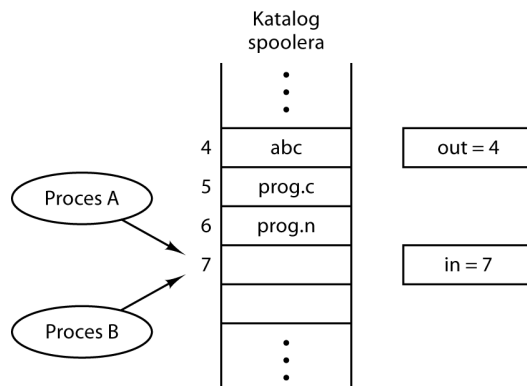 Katalog
spoolera
4
abc
out = 4
5
prog.c
Proces A
6
prog.n
7
in = 7
Proces B